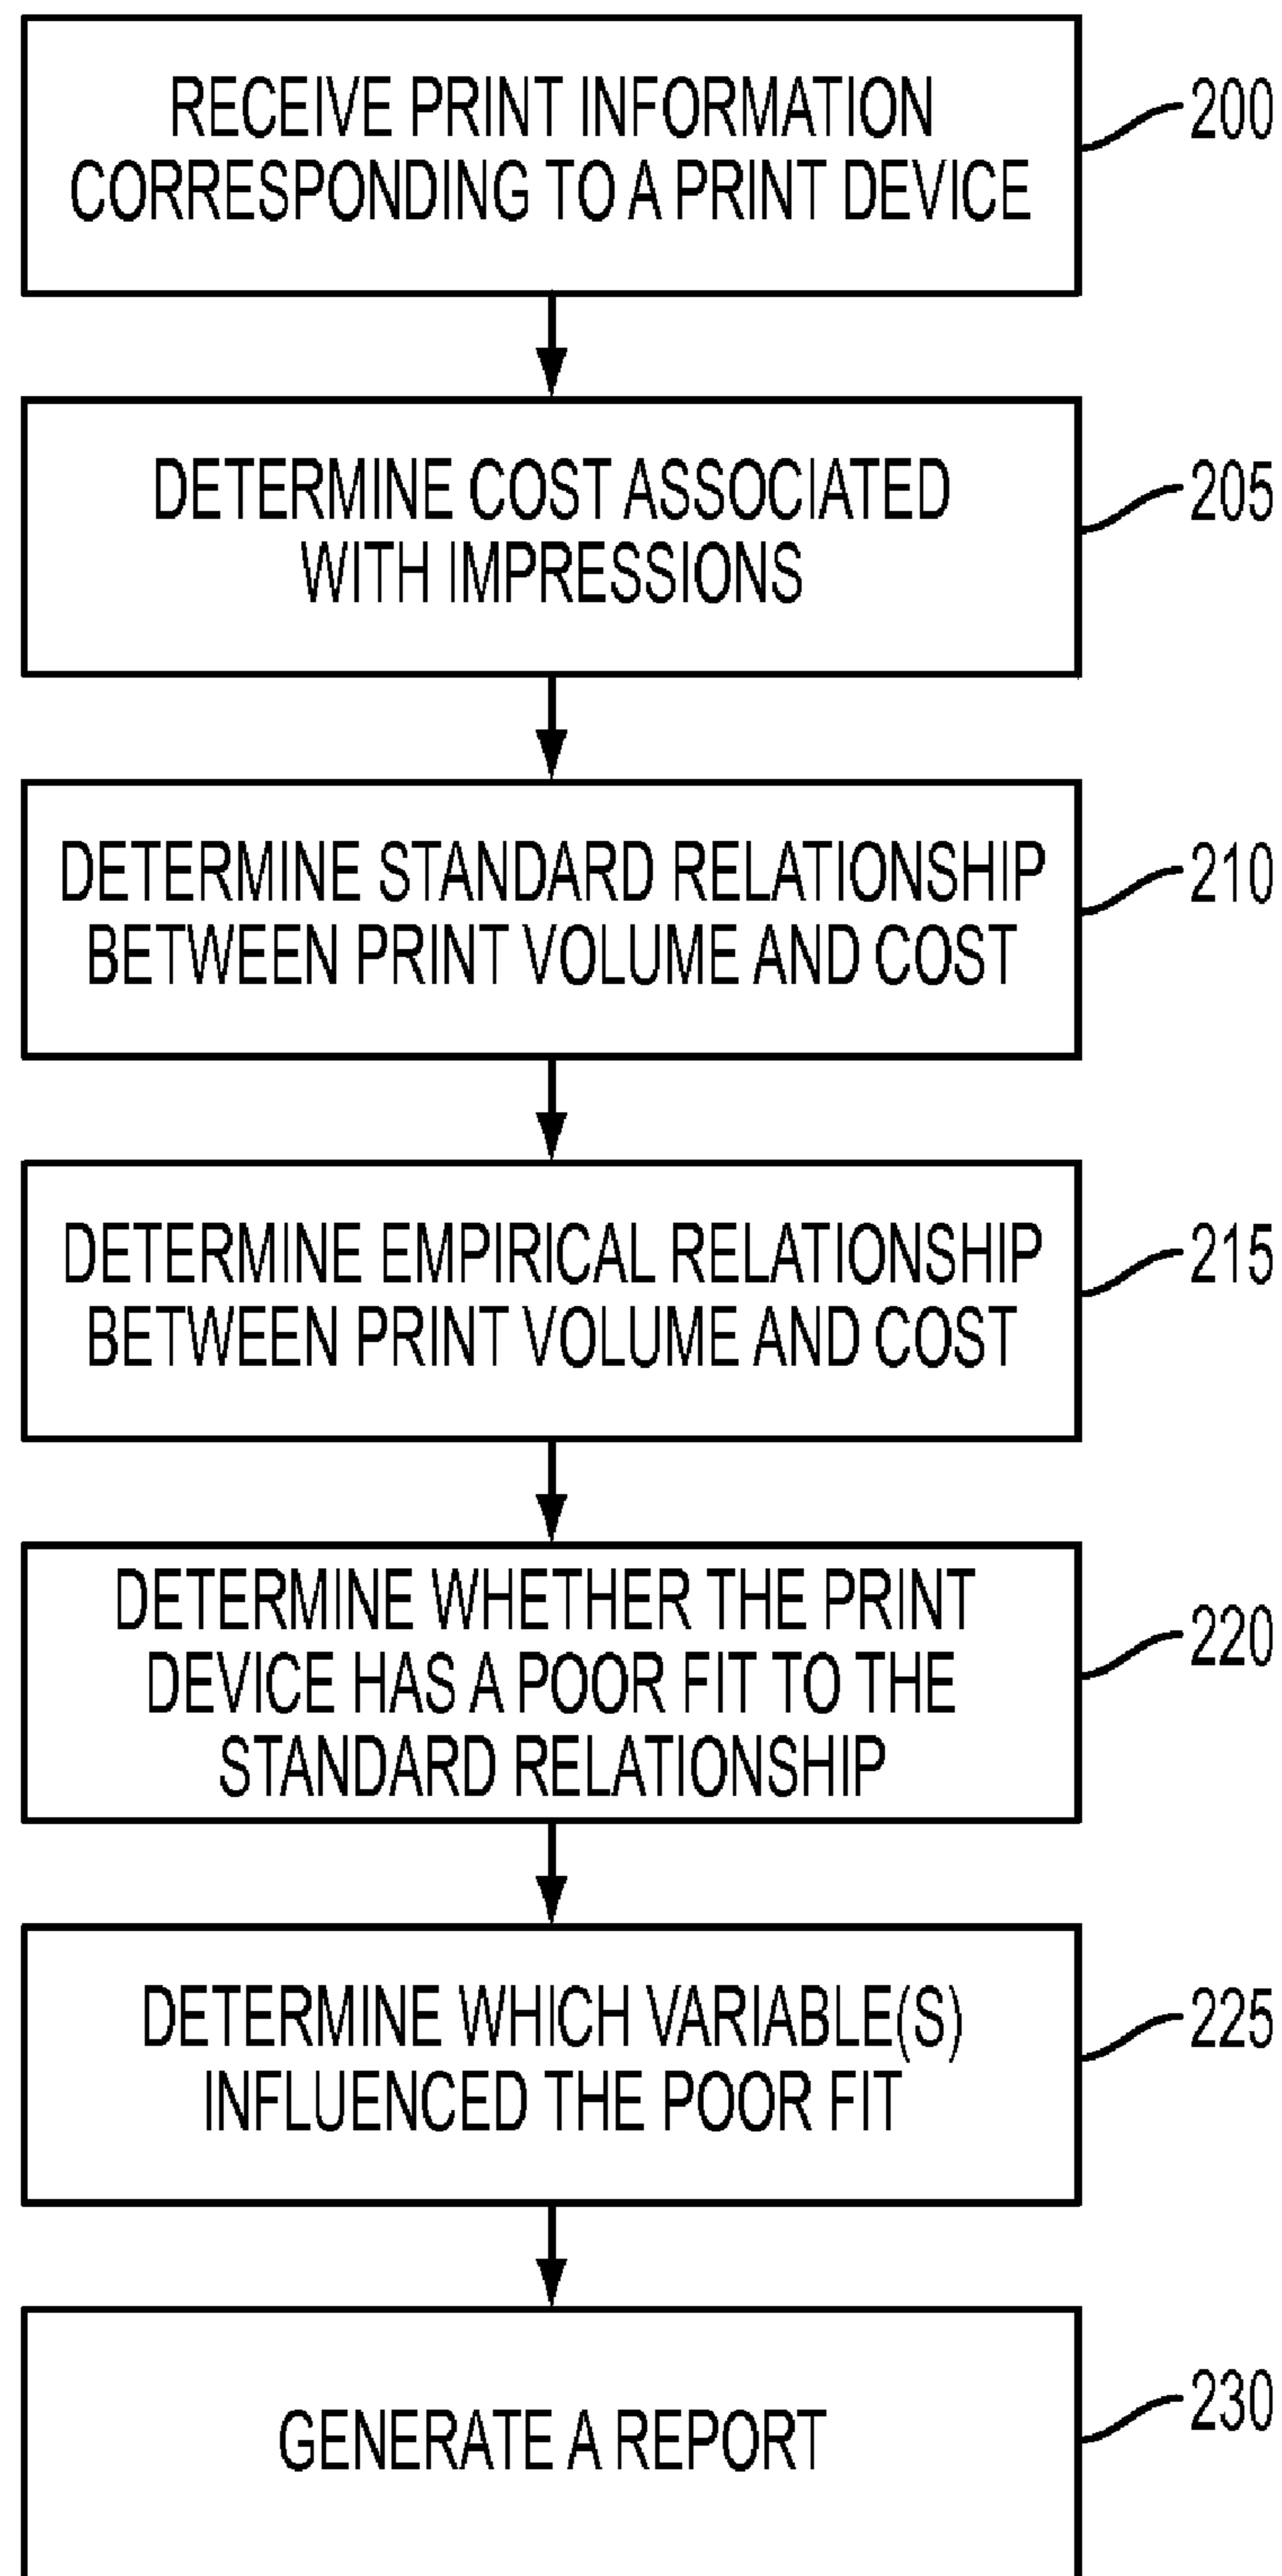 RECEIVE PRINT INFORMATION
CORRESPONDING TO A PRINT DEVICE
200
DETERMINE COST ASSOCIATED
WITH IMPRESSIONS
205
DETERMINE STANDARD RELATIONSHIP
BETWEEN PRINT VOLUME AND COST
210
DETERMINE EMPIRICAL RELATIONSHIP
BETWEEN PRINT VOLUME AND COST
215
DETERMINE WHETHER THE PRINT
DEVICE HAS A POOR FIT TO THE
STANDARD RELATIONSHIP
220
DETERMINE WHICH VARIABLE(S)
INFLUENCED THE POOR FIT
225
GENERATE A REPORT
230